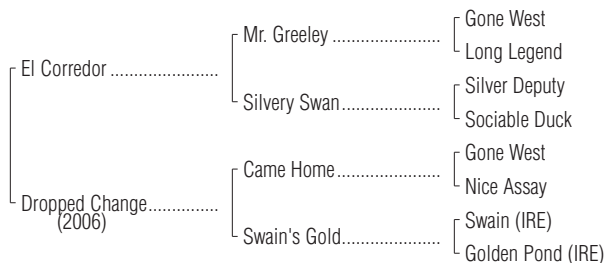 Gone West
Mr. Greeley ........................
Long Legend
El Corredor ........................
Silver Deputy
Silvery Swan......................
Sociable Duck
Gone West
Came Home.......................
Nice Assay
Dropped Change...............
(2006)
Swain (IRE)
Swain's Gold......................
Golden Pond (IRE)